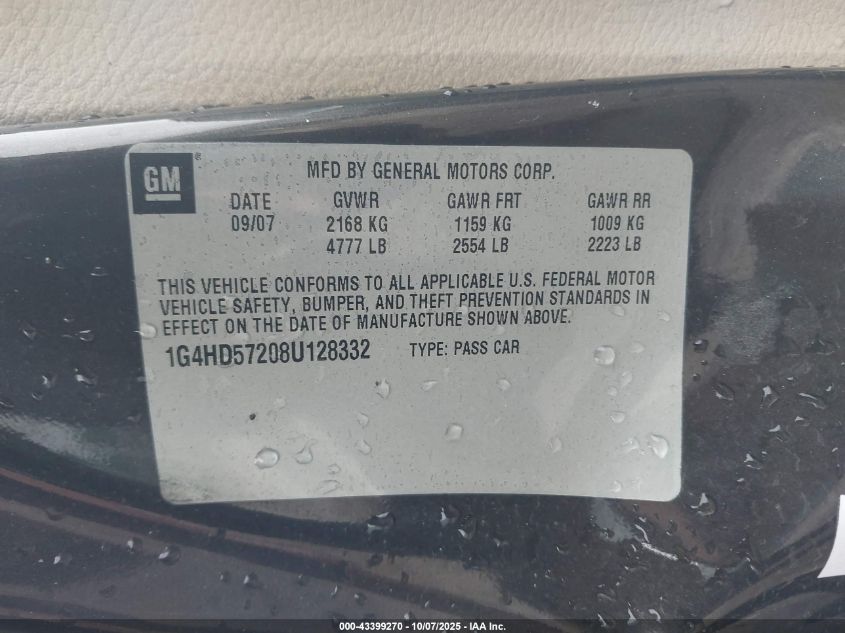 GM®
MFD BY GENERAL MOTORS CORP.
DATE GVWR GAWR FRT GAWR RR
09/07 2168 KG 1159 KG 1009 KG
4777 LB 2554 LB 2223 LB
THIS VEHICLE CONFORMS TO ALL APPLICABLE U.S. FEDERAL MOTOR
VEHICLE SAFETY, BUMPER, AND THEFT PREVENTION STANDARDS IN
EFFECT ON THE DATE OF MANUFACTURE SHOWN ABOVE.
1G4HD57208U128332 TYPE: PASS CAR
000-43399270 - 10/07/2025 - IAA Inc.